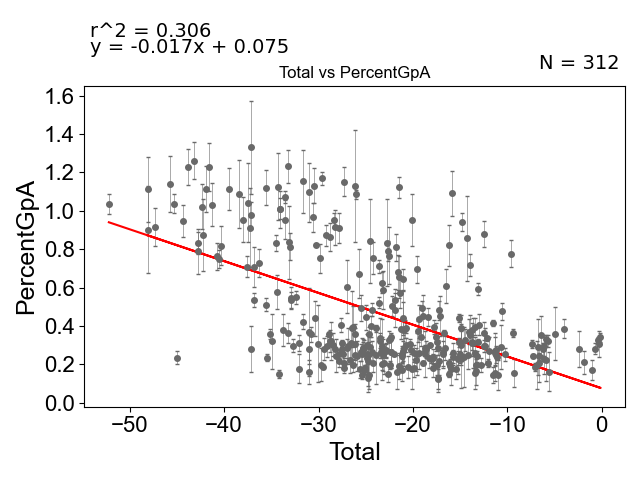 r^2 = 0.306
y = -0.017x + 0.075
N = 312
Total vs PercentGpA
1.6
1.4
1.2
1.0
0.8
0.6
0.4
0.2
0.0
PercentGpA
−50 −40 −30 −20 −10 0
Total